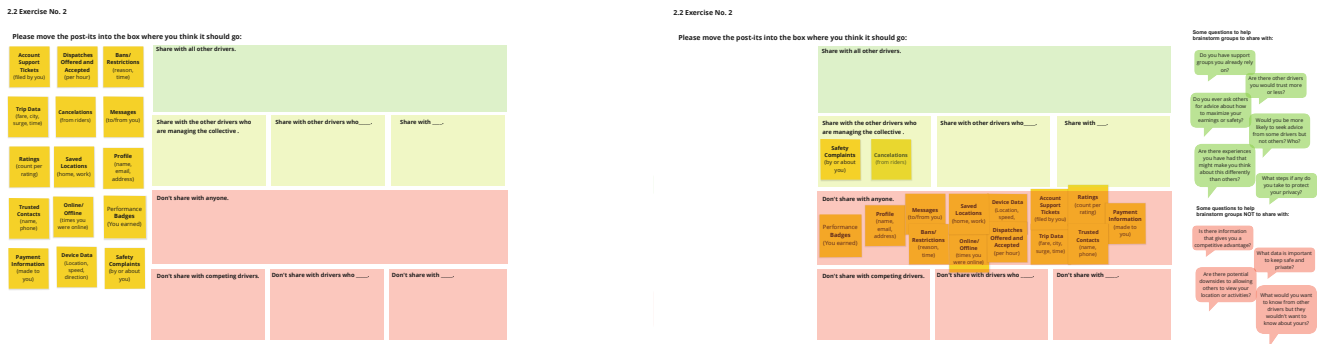 2.2 Exercise No. 2
Please move the post-its into the box where you think it should go:
Account
Support
Tickets
(filed by you)
Dispatches
Offered and
Accepted
(per hour)
Bans/
Restrictions
(reason,
time)
Trip Data
(fare, city,
surge, time)
Cancelations
(from riders)
Messages
(to/from you)
Ratings
(count per
rating)
Saved
Locations
(home, work)
Profile
(name,
email,
address)
Trusted
Contacts
(name,
phone)
Online/
Offline
(times you
were online)
Performance
Badges
(You earned)
Payment
Information
(made to
you)
Device Data
(Location,
speed,
direction)
Safety
Complaints
(by or about
you)
Share with all other drivers.
Share with the other drivers who
are managing the collective .
Share with other drivers who____.
Share with ___.
Don't share with anyone.
Don't share with competing drivers.
Don't share with drivers who ____.
Don't share with ____.
2.2 Exercise No. 2
Please move the post-its into the box where you think it should go:
Share with all other drivers.
Share with the other drivers who
are managing the collective .
Share with other drivers who____.
Share with ___.
Safety
Complaints
(by or about
you)
Cancelations
(from riders)
Don't share with anyone.
Performance
Badges
(You earned)
Profile
(name,
email,
address)
Messages
(to/from you)
Bans/
Restrictions
(reason,
time)
Saved
Locations
(home, work)
Online/
Offline
(times you
were online)
Device Data
(Location,
speed,
Dispatches
Offered and
Accepted
(per hour)
Account
Support
Tickets
(filed by you)
Trip Data
(fare, city,
surge, time)
Ratings
(count per
rating)
Trusted
Contacts
(name,
phone)
Payment
Information
(made to
you)
Don't share with competing drivers.
Don't share with drivers who ____.
Don't share with ____.
Some questions to help
brainstorm groups to share with:
Do you have support
groups you already rely
on?
Are there other drivers
you would trust more
or less?
Do you ever ask others
for advice about how
to maximize your
earnings or safety?
Would you be more
likely to seek advice
from some drivers but
not others? Who?
Are there experiences
you have had that
might make you think
about this differently
than others?
What steps if any do
you take to protect
your privacy?
Some questions to help
brainstorm groups NOT to share with:
Is there information
that gives you a
competitive advantage?
What data is important
to keep safe and
private?
Are there potential
downsides to allowing
others to view your
location or activities?
What would you want
to know from other
drivers but they
wouldn't want to
know about yours?